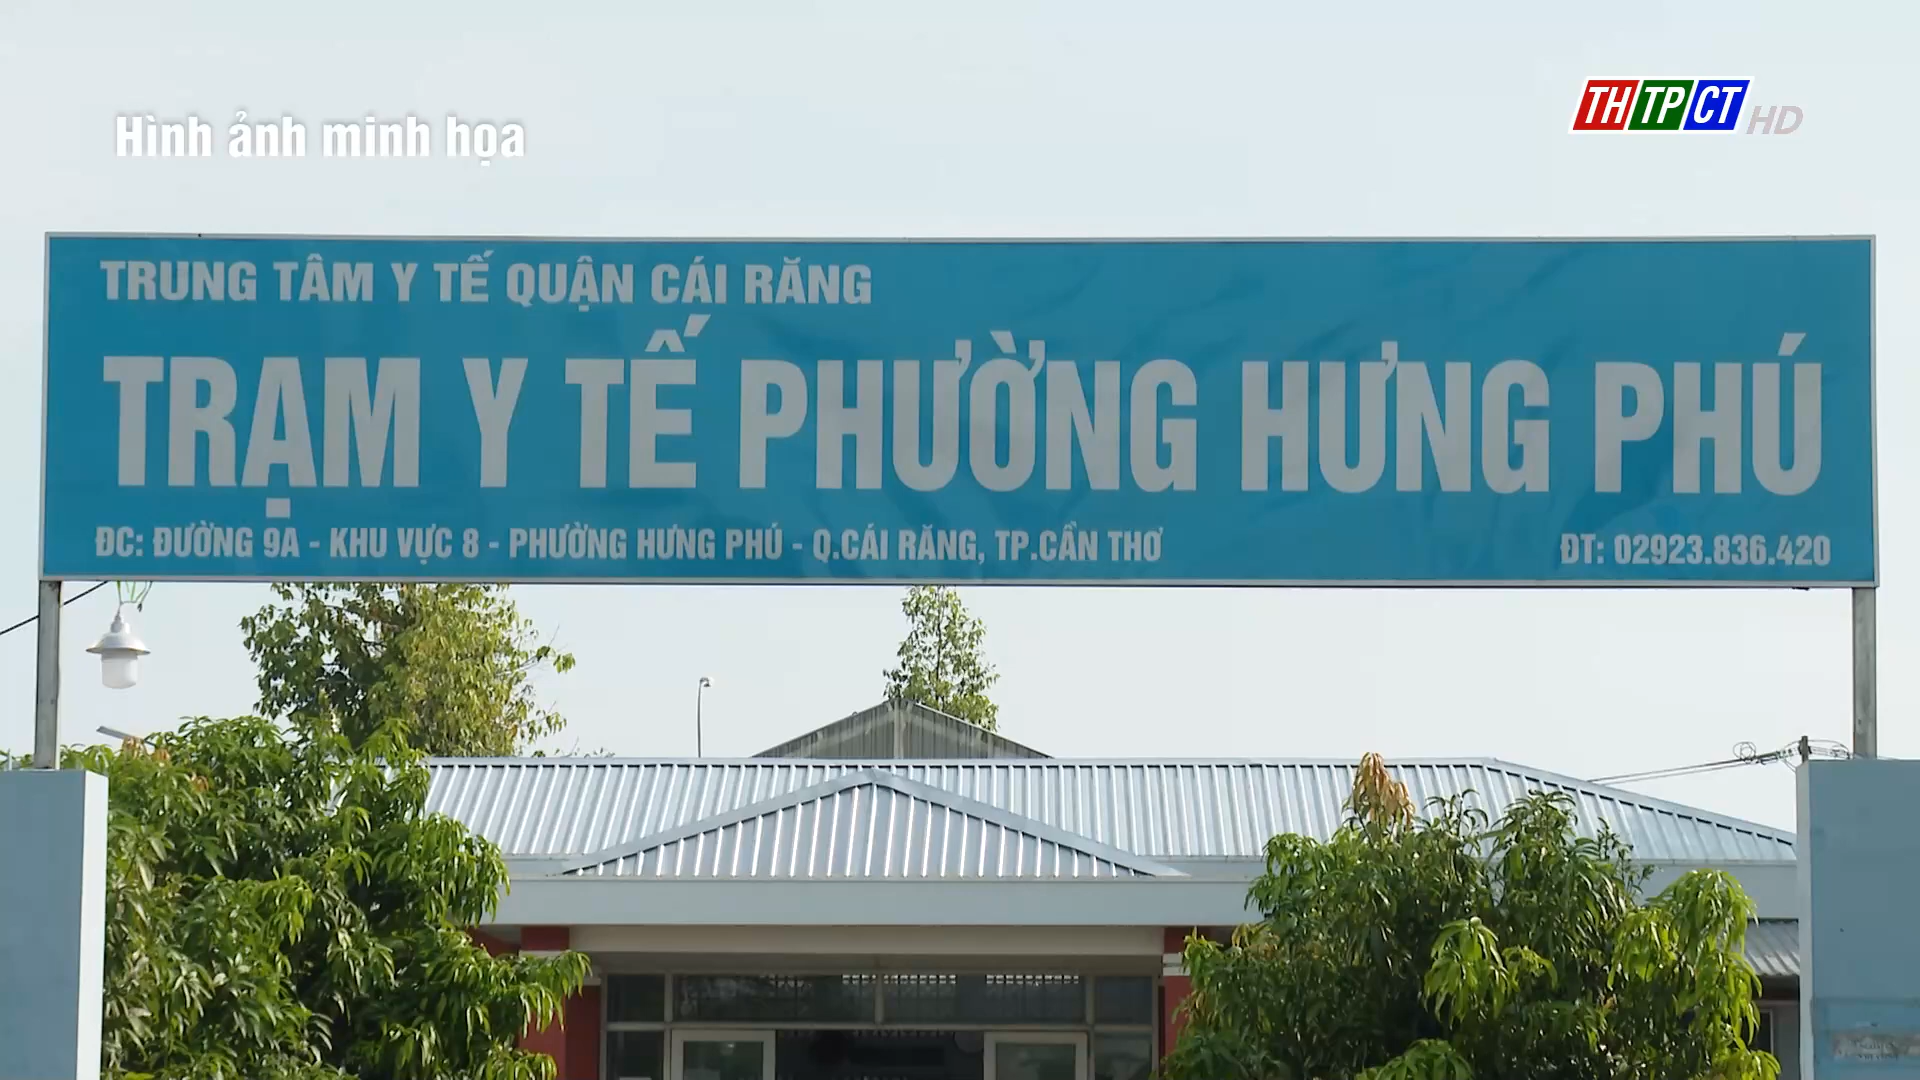 Hình ảnh minh họa
THTPCT HD
TRUNG TÂM Y TẾ QUẬN CÁI RĂNG
TRẠM Y TẾ PHƯỜNG HƯNG PHÚ
ĐC: ĐƯỜNG 9A - KHU VỰC 8 - PHƯỜNG HƯNG PHÚ - Q.CÁI RĂNG, TP.CẦN THƠ
ĐT: 02923.836.420